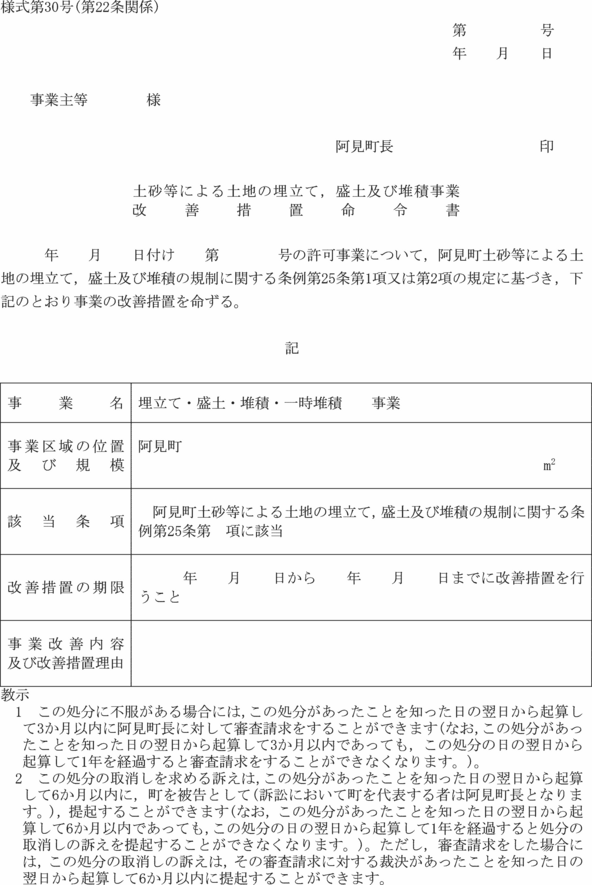 様式第30号(第22条関係)
第　　　　　号
年　　月　　日
事業主等　　　　様
阿見町長　　　　　　　　　　印
土砂等による土地の埋立て，盛土及び堆積事業
改善措置命令書
年　　月　　日付け　　第　　　　号の許可事業について，阿見町土砂等による土
地の埋立て，盛土及び堆積の規制に関する条例第25条第1項又は第2項の規定に基づき，下
記のとおり事業の改善措置を命ずる。
記
事業名　埋立て・盛土・堆積・一時堆積　　事業
事業区域の位置　阿見町
及び規模　㎡
該当条項　阿見町土砂等による土地の埋立て，盛土及び堆積の規制に関する条
例第25条第　項に該当
改善措置の期限　年　　月　　日から　　年　　月　　日までに改善措置を行
うこと
事業改善内容
及び改善措置理由
教示
1　この処分に不服がある場合には，この処分があったことを知った日の翌日から起算し
て3か月以内に阿見町長に対して審査請求をすることができます(なお，この処分があっ
たことを知った日の翌日から起算して3か月以内であっても，この処分の日の翌日から
起算して1年を経過すると審査請求をすることができなくなります。)。
2　この処分の取消しを求める訴えは，この処分があったことを知った日の翌日から起算
して6か月以内に，町を被告として(訴訟において町を代表する者は阿見町長となりま
す。)，提起することができます(なお，この処分があったことを知った日の翌日から起
算して6か月以内であっても，この処分の日の翌日から起算して1年を経過すると処分の
取消しの訴えを提起することができなくなります。)。ただし，審査請求をした場合に
は，この処分の取消しの訴えは，その審査請求に対する裁決があったことを知った日の
翌日から起算して6か月以内に提起することができます。